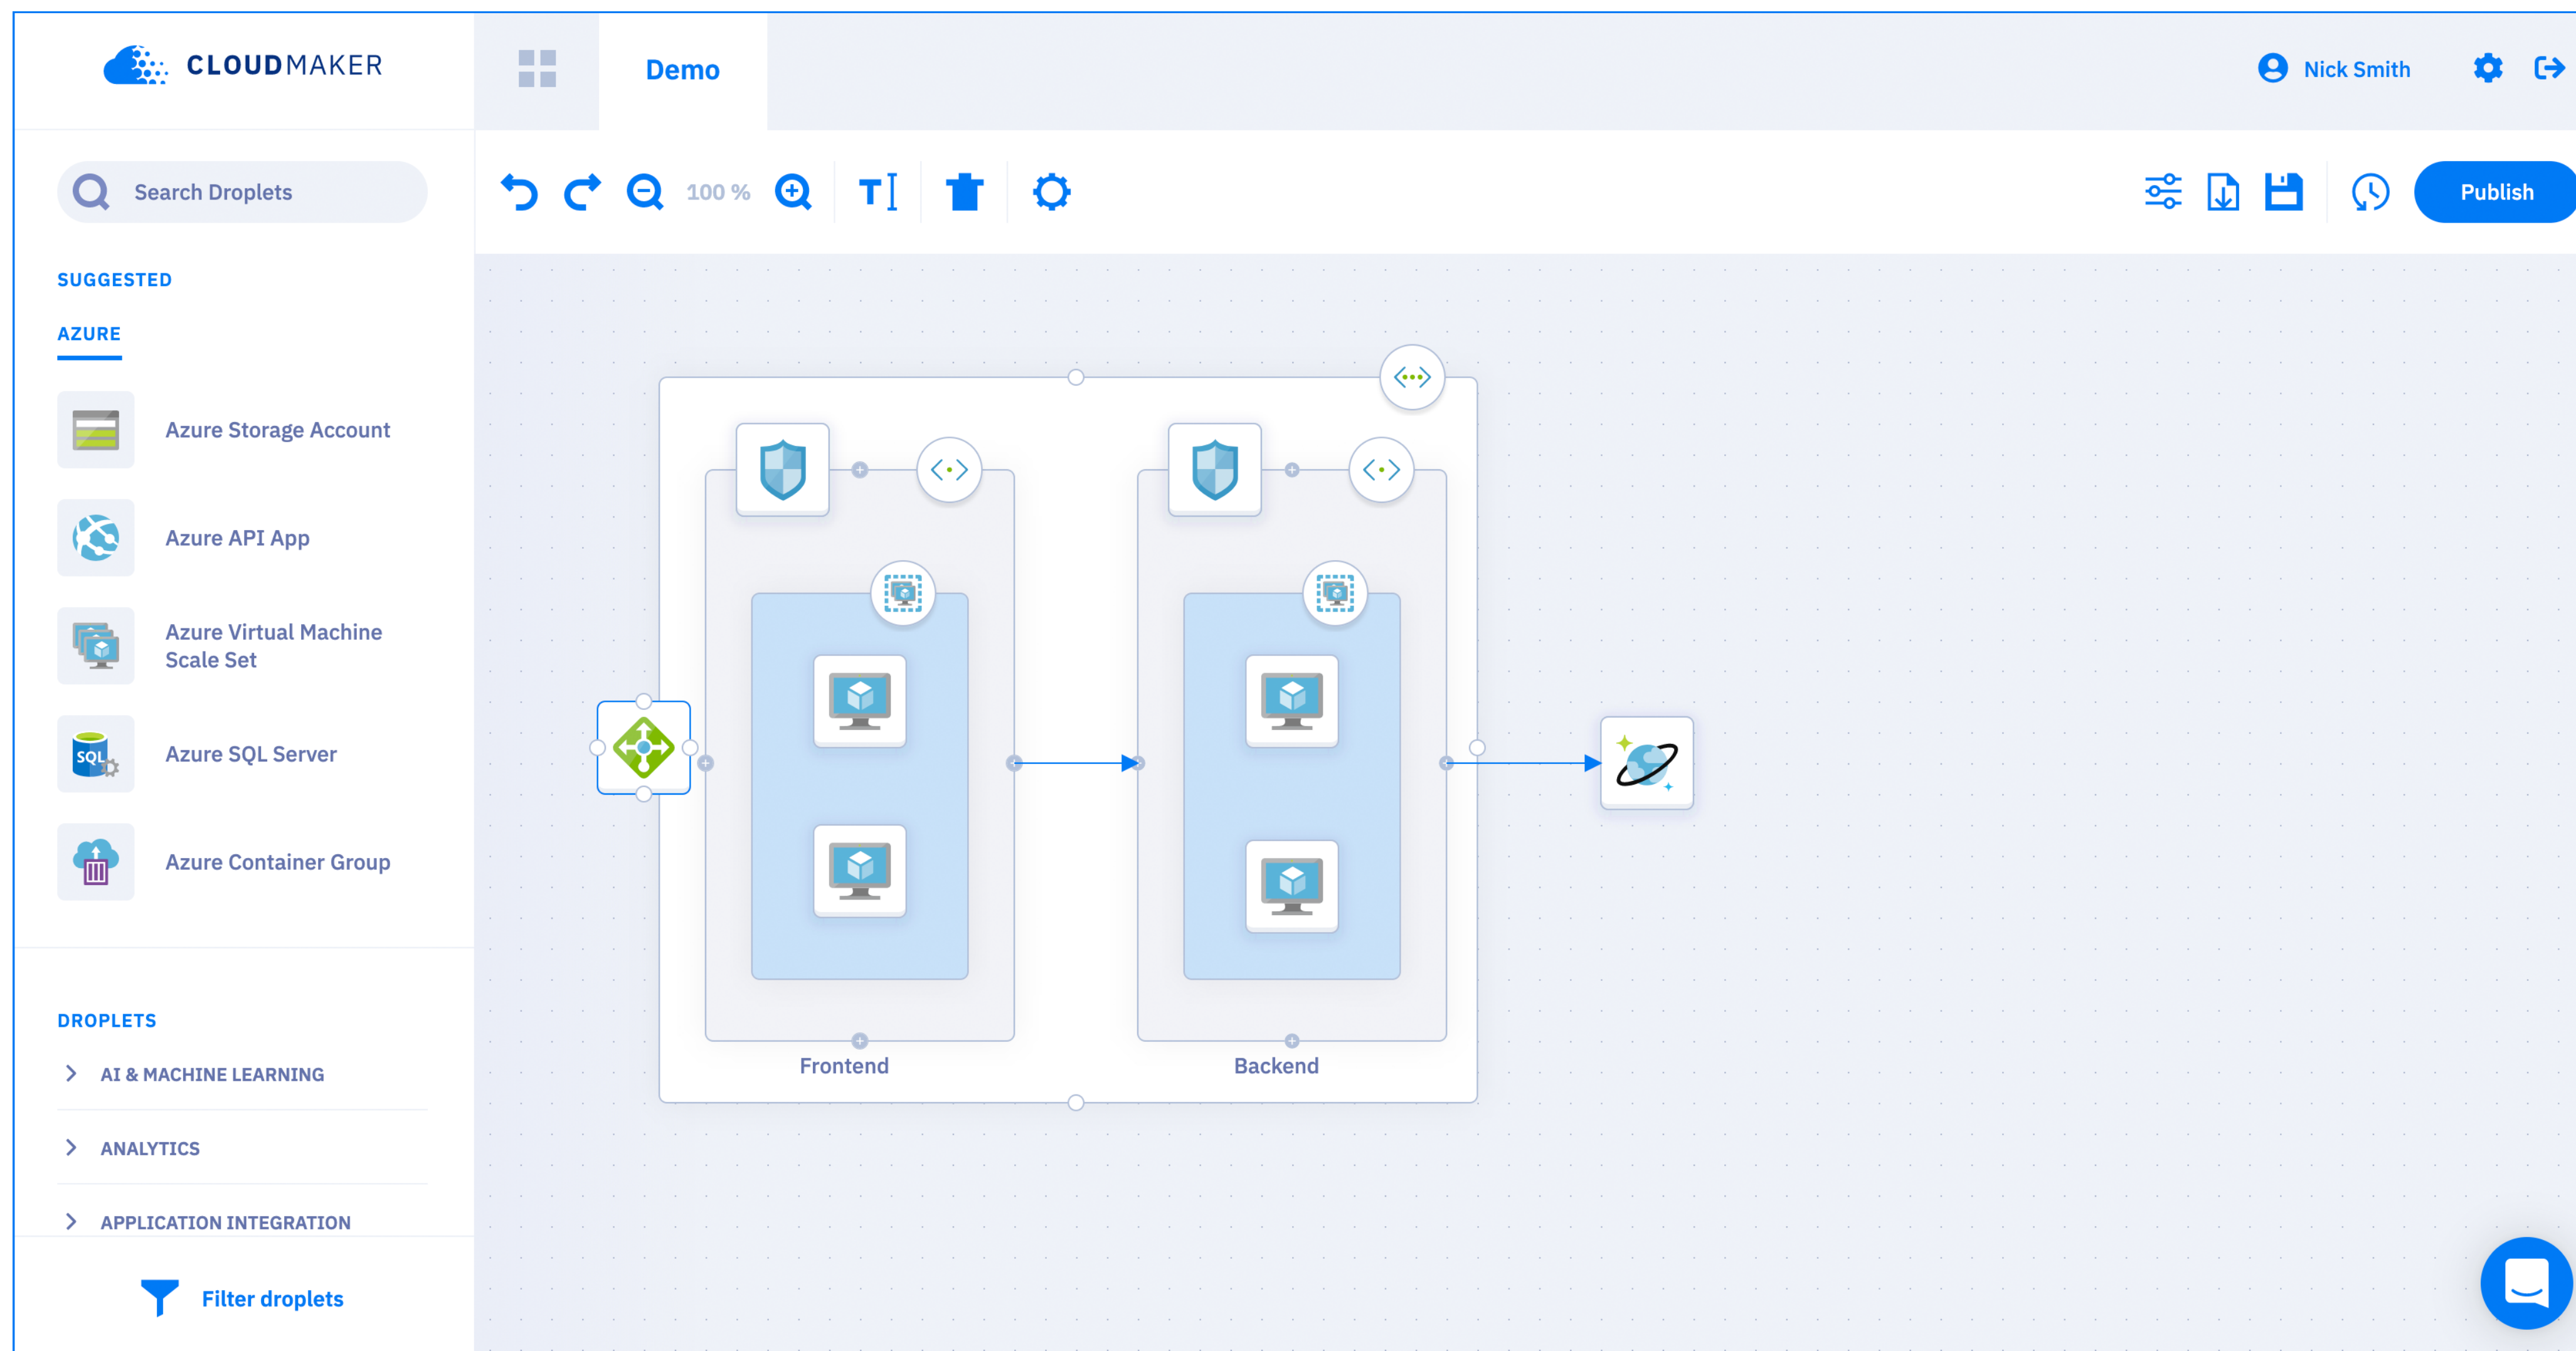 CLOUDMAKER
Demo
Nick Smith
Search Droplets
100 %
T
Publish
SUGGESTED
AZURE
Azure Storage Account
Azure API App
Azure Virtual Machine
Scale Set
SQL
Azure SQL Server
Azure Container Group
DROPLETS
AI & MACHINE LEARNING
ANALYTICS
APPLICATION INTEGRATION
Filter droplets
Frontend
Backend